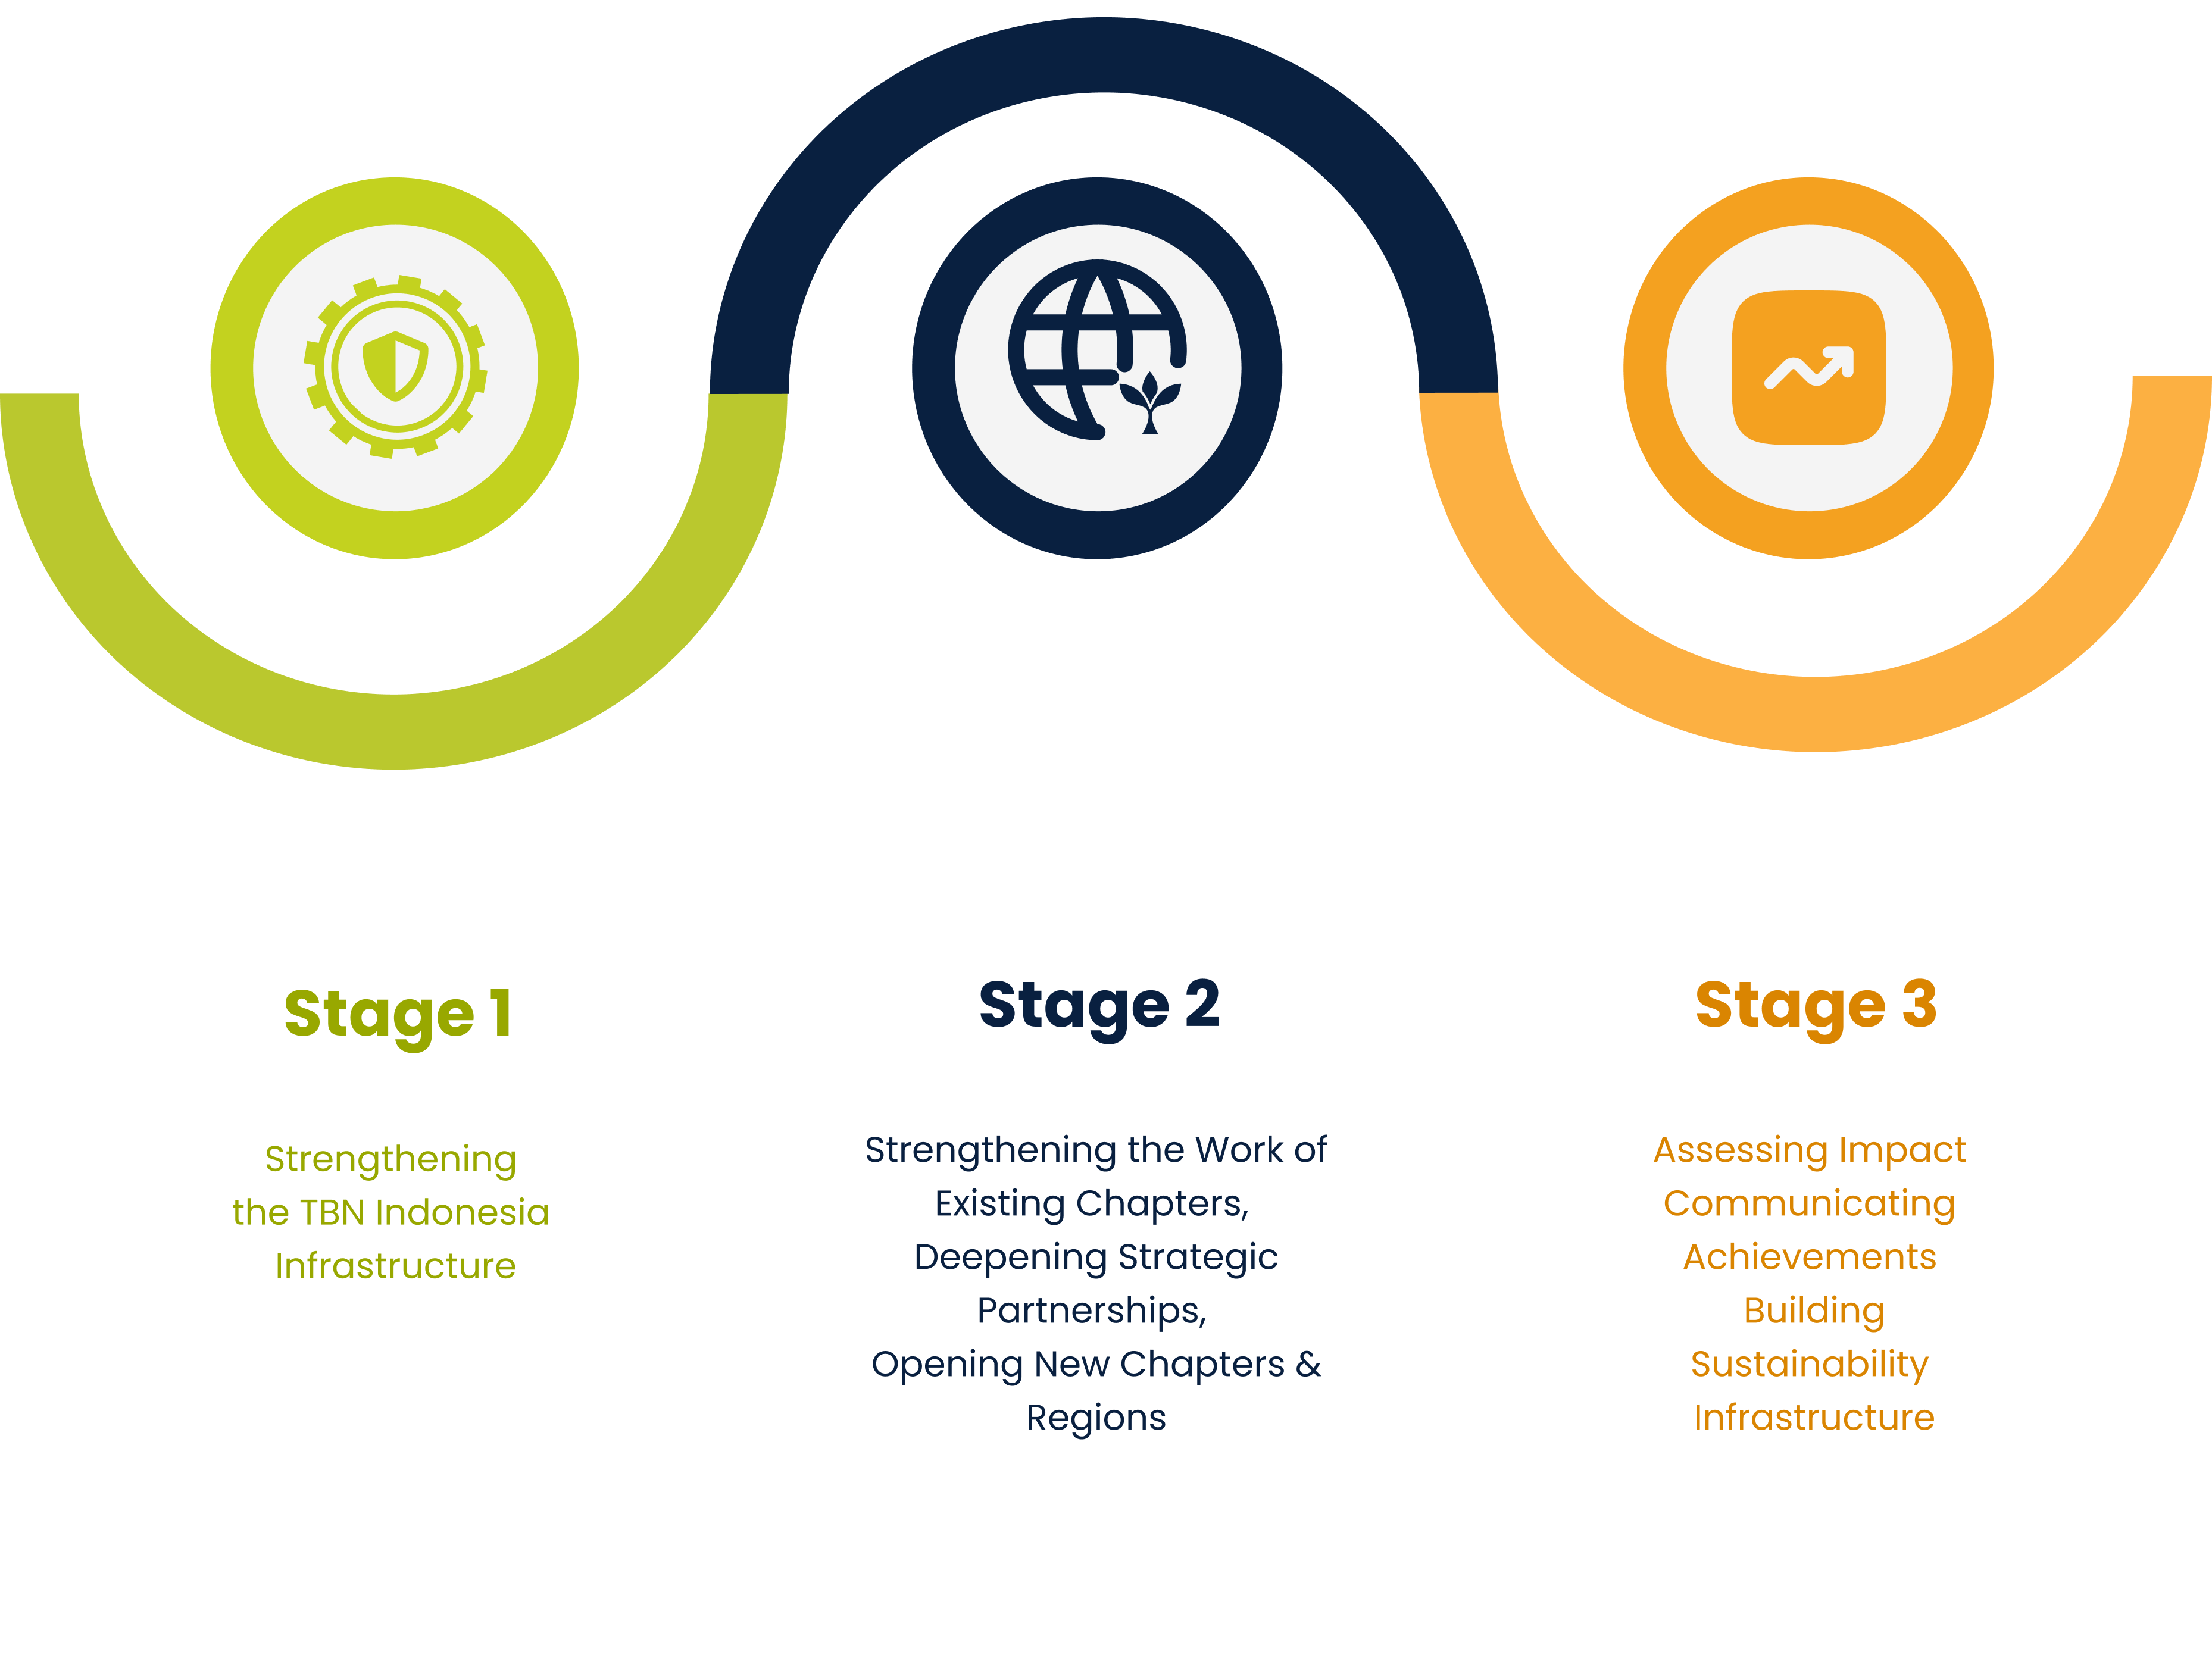 Stage 1
Strengthening
the TBN Indonesia
Infrastructure
Stage 2
Strengthening the Work of
Existing Chapters,
Deepening Strategic
Partnerships,
Opening New Chapters &
Regions
Stage 3
Assessing Impact
Communicating
Achievements
Building
Sustainability
Infrastructure